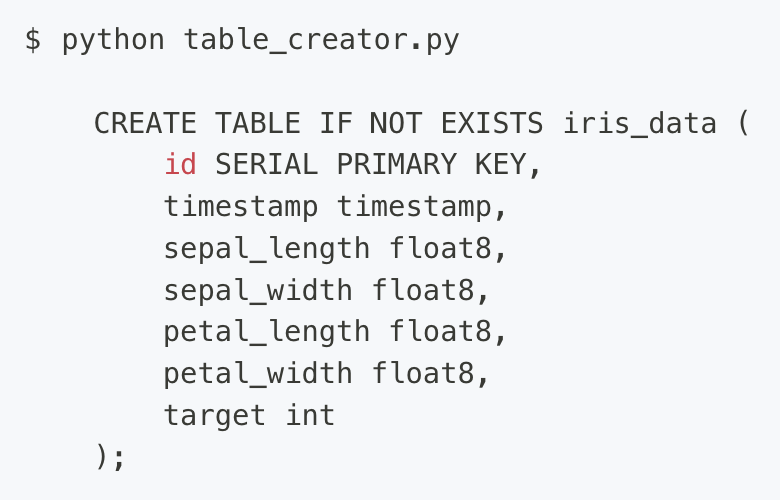 $ python table_creator.py
CREATE TABLE IF NOT EXISTS iris_data (
id SERIAL PRIMARY KEY,
timestamp timestamp,
sepal_length float8,
sepal_width float8,
petal_length float8,
petal_width float8,
target int
);